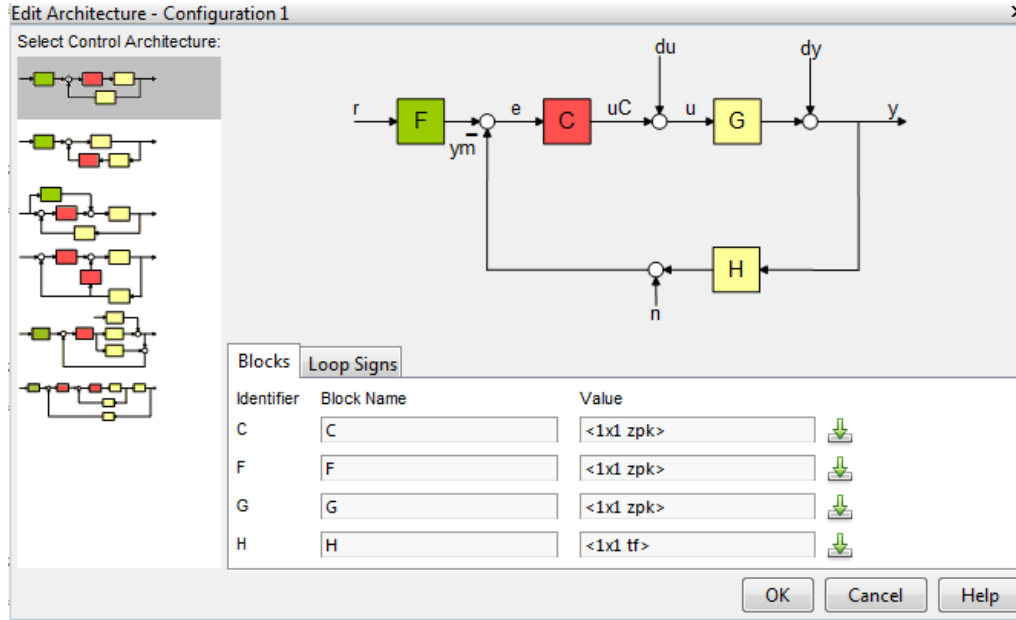 Edit Architecture - Configuration 1
x
Select Control Architecture:
du
dy
r
F
e
C
uC
u
G
y
ym
H
n
Blocks
Loop Signs
Identifier Block Name Value
C C <1x1 zpk>
F F <1x1 zpk>
G G <1x1 zpk>
H H <1x1 tf>
OK Cancel Help